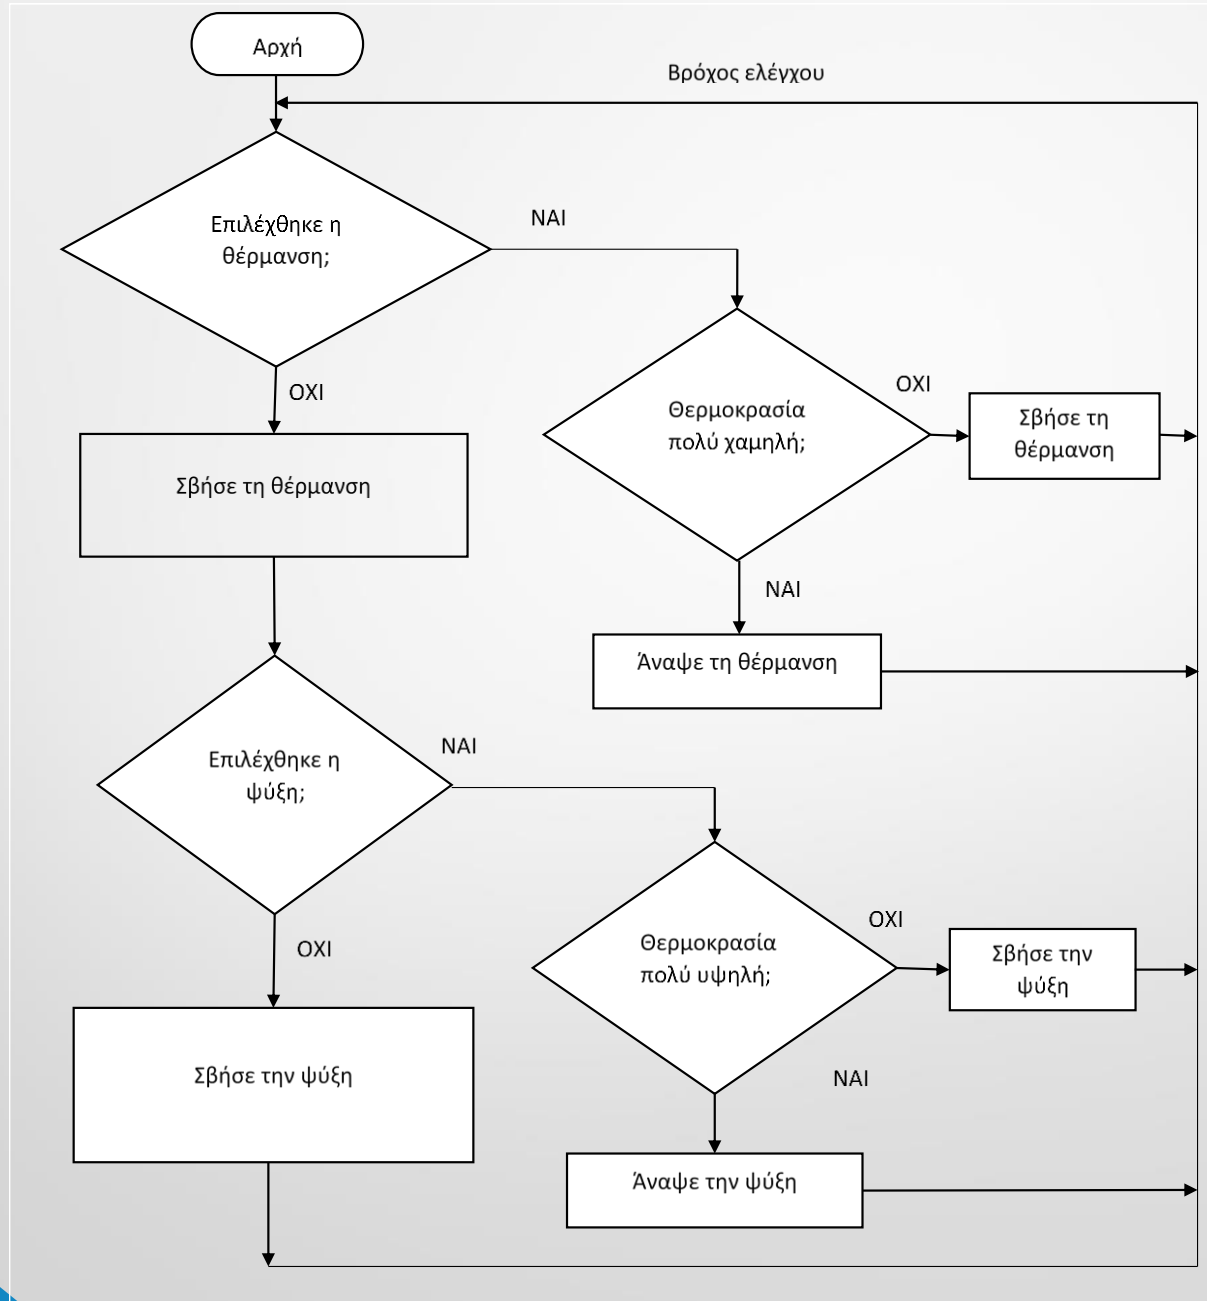 Αρχή
Βρόχος ελέγχου
Επιλέχθηκε η
θέρμανση;
ΝΑΙ
ΟΧΙ
Θερμοκρασία
πολύ χαμηλή;
ΟΧΙ
Σβήσε τη
θέρμανση
Σβήσε τη θέρμανση
ΝΑΙ
Άναψε τη θέρμανση
Επιλέχθηκε η
ψύξη;
ΝΑΙ
ΟΧΙ
Θερμοκρασία
πολύ υψηλή;
ΟΧΙ
Σβήσε την
ψύξη
Σβήσε την ψύξη
ΝΑΙ
Άναψε την ψύξη